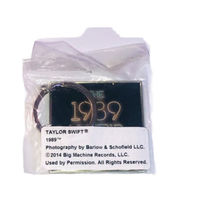 THE
1989
TAYLOR SWIFT®
1989™
Photography by Barlow & Schofield LLC.
©2014 Big Machine Records, LLC.
Used by Permission. All Rights Reserved.